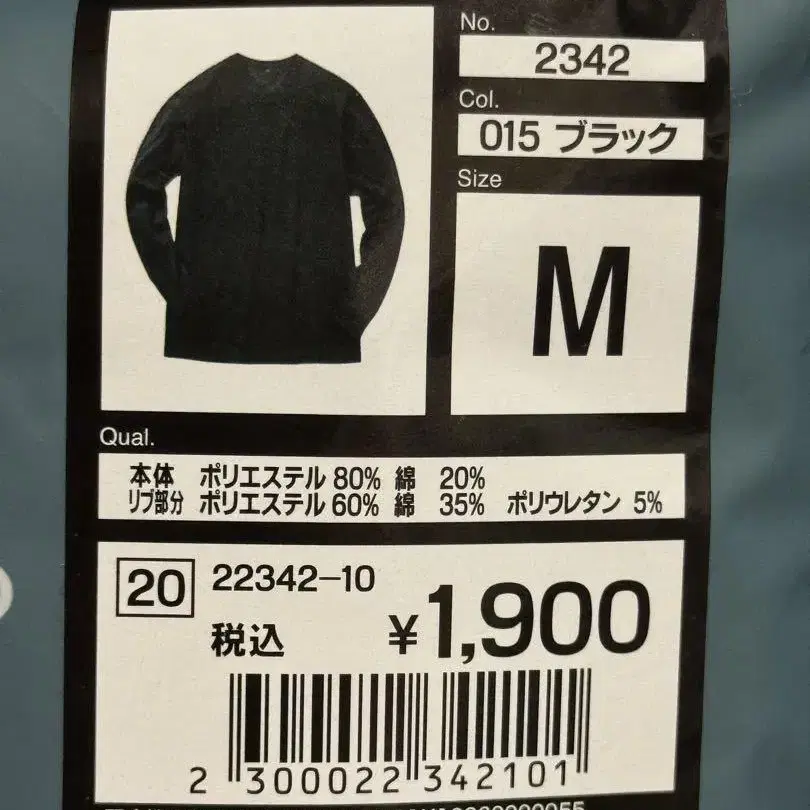 No.
2342
Col.
015 ブラック
Size
M
Qual.
本体 ポリエステル 80% 綿 20%
リブ部分 ポリエステル 60% 綿 35% ポリウレタン 5%
20 22342-10
税込 ¥1,900
2 300022 342101